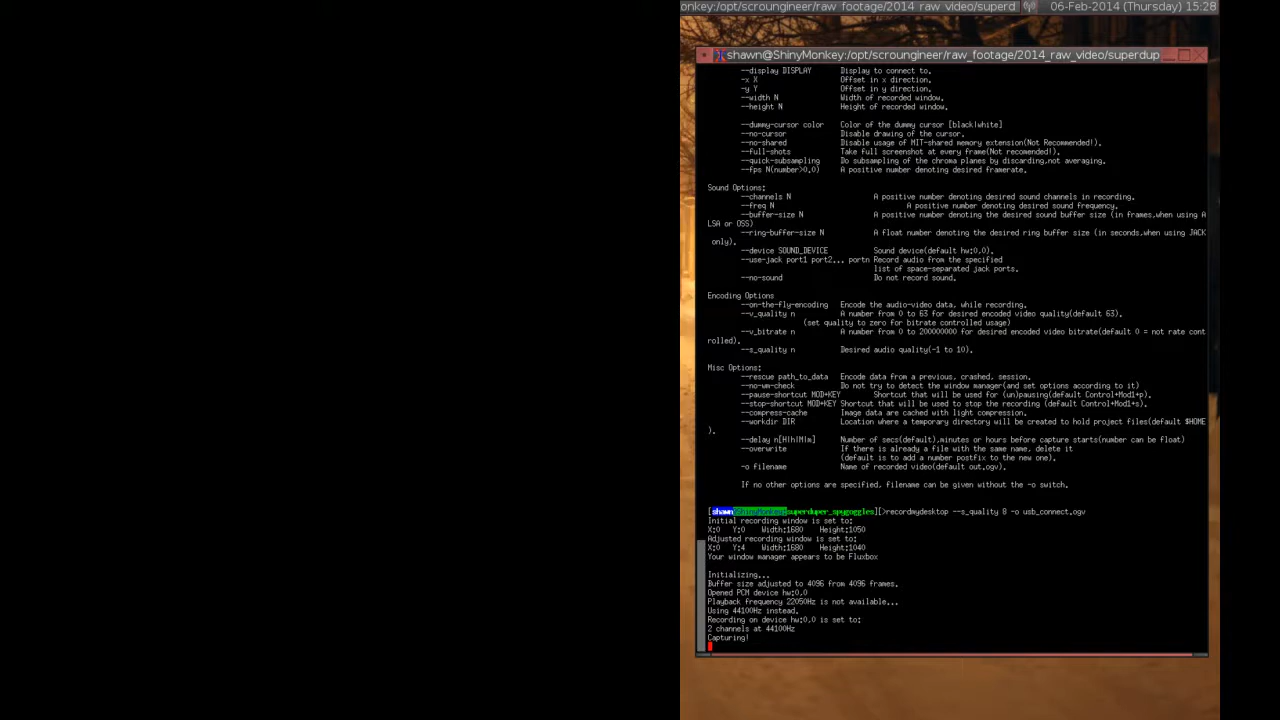 onkey:/opt/scroungineer/raw_footage/2014_raw_video/superd 06-Feb-2014 (Thursday) 15:28
shawn@ShinyMonkey:/opt/scroungineer/raw_footage/2014_raw_video/superdup
--display DISPLAY Display to connect to.
-x X Offset in x direction.
-y Y Offset in y direction.
--width N Width of recorded window.
--height N Height of recorded window.
--dummy-cursor color Color of the dummy cursor [black|white]
--no-cursor Disable drawing of the cursor.
--no-shared Disable usage of MIT-shared memory extension(Not Recommended!).
--full-shots Take full screenshot at every frame(Not recomended!).
--quick-subsampling Do subsampling of the chroma planes by discarding,not averaging.
--fps N(number>0.0) A positive number denoting desired framerate.
Sound Options:
--channels N A positive number denoting desired sound channels in recording.
--freq N A positive number denoting desired sound frequency.
--buffer-size N A positive number denoting the desired sound buffer size (in frames,when using A
LSA or OSS)
--ring-buffer-size N A float number denoting the desired ring buffer size (in seconds,when using JACK
only).
--device SOUND_DEVICE Sound device(default hw:0,0).
--use-jack port1 port2... portn Record audio from the specified
list of space-separated jack ports.
--no-sound Do not record sound.
Encoding Options
--on-the-fly-encoding Encode the audio-video data, while recording.
--v_quality n A number from 0 to 63 for desired encoded video quality(default 63).
(set quality to zero for bitrate controlled usage)
--v_bitrate n A number from 0 to 200000000 for desired encoded video bitrate(default 0 = not rate cont
rolled).
--s_quality n Desired audio quality(-1 to 10).
Misc Options:
--rescue path_to_data Encode data from a previous, crashed, session.
--no-wm-check Do not try to detect the window manager(and set options according to it)
--pause-shortcut MOD+KEY Shortcut that will be used for (un)pausing(default Control+Mod1+p).
--stop-shortcut MOD+KEY Shortcut that will be used to stop the recording (default Control+Mod1+s).
--compress-cache Image data are cached with light compression.
--workdir DIR Location where a temporary directory will be created to hold project files(default $HOME
).
--delay n[H|h|M|m] Number of secs(default),minutes or hours before capture starts(number can be float)
--overwrite If there is already a file with the same name, delete it
(default is to add a number postfix to the new one).
-o filename Name of recorded video(default out.ogv).
If no other options are specified, filename can be given without the -o switch.
[shawn@ShinyMonkey:superduper_spygoggles][>recordmydesktop --s_quality 8 -o usb_connect.ogv
Initial recording window is set to:
X:0 Y:0 Width:1680 Height:1050
Adjusted recording window is set to:
X:0 Y:4 Width:1680 Height:1040
Your window manager appears to be Fluxbox
Initializing...
Buffer size adjusted to 4096 from 4096 frames.
Opened PCM device hw:0,0
Playback frequency 22050Hz is not available...
Using 44100Hz instead.
Recording on device hw:0,0 is set to:
2 channels at 44100Hz
Capturing!